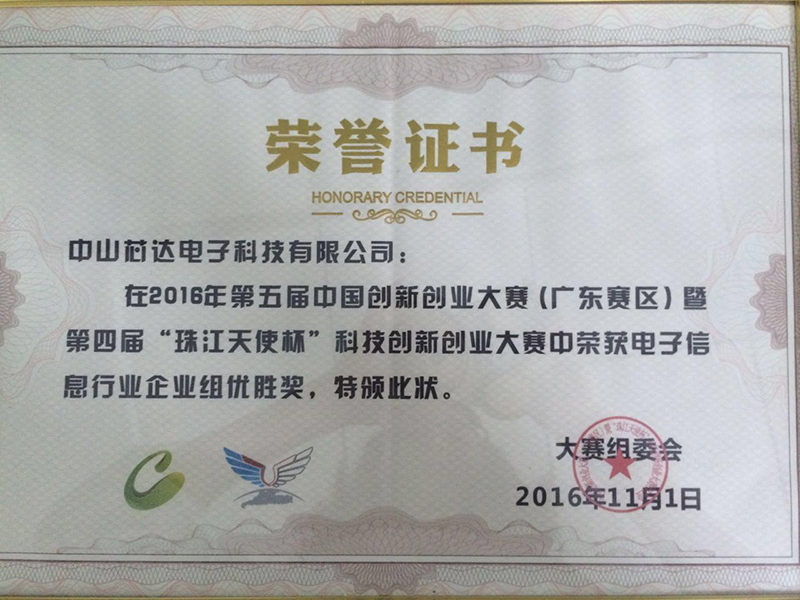 荣誉证书
HONORARY CREDENTIAL
中山芯达电子科技有限公司：
在2016年第五届中国创新创业大赛（广东赛区）暨
第四届“珠江天使杯”科技创新创业大赛中荣获电子信
息行业企业组优胜奖，特颁此状。
大赛组委会
2016年11月1日